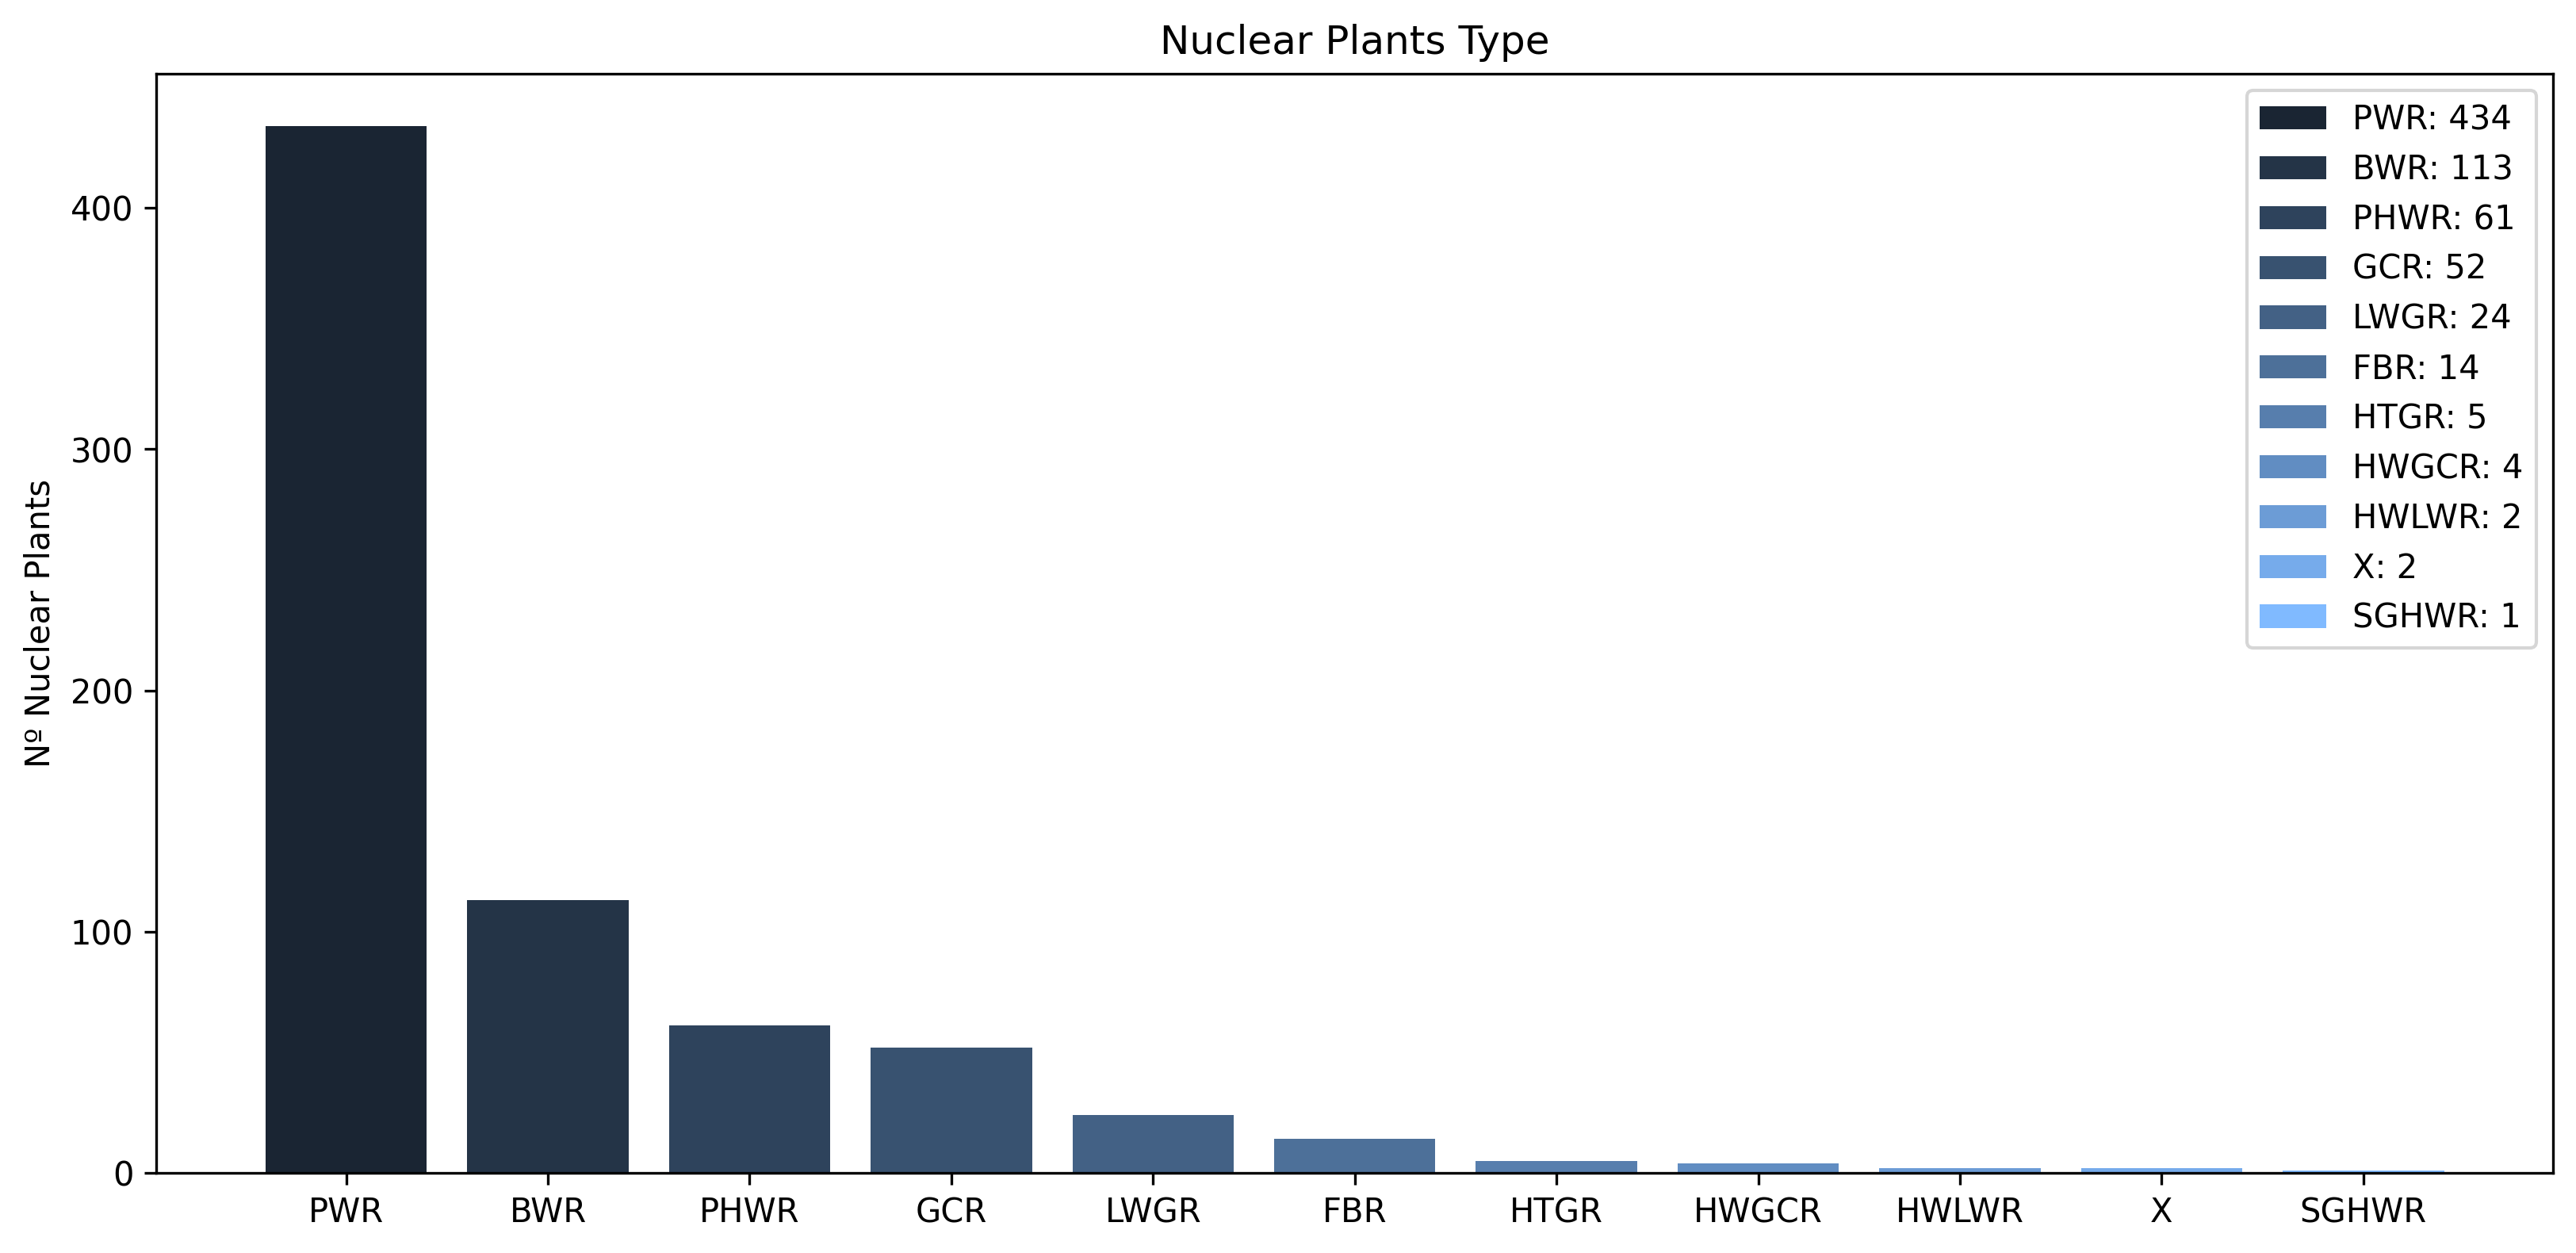 Nuclear Plants Type
Nº Nuclear Plants
400
300
200
100
0
PWR: 434
BWR: 113
PHWR: 61
GCR: 52
LWGR: 24
FBR: 14
HTGR: 5
HWGCR: 4
HWLWR: 2
X: 2
SGHWR: 1
PWR BWR PHWR GCR LWGR FBR HTGR HWGCR HWLWR X SGHWR